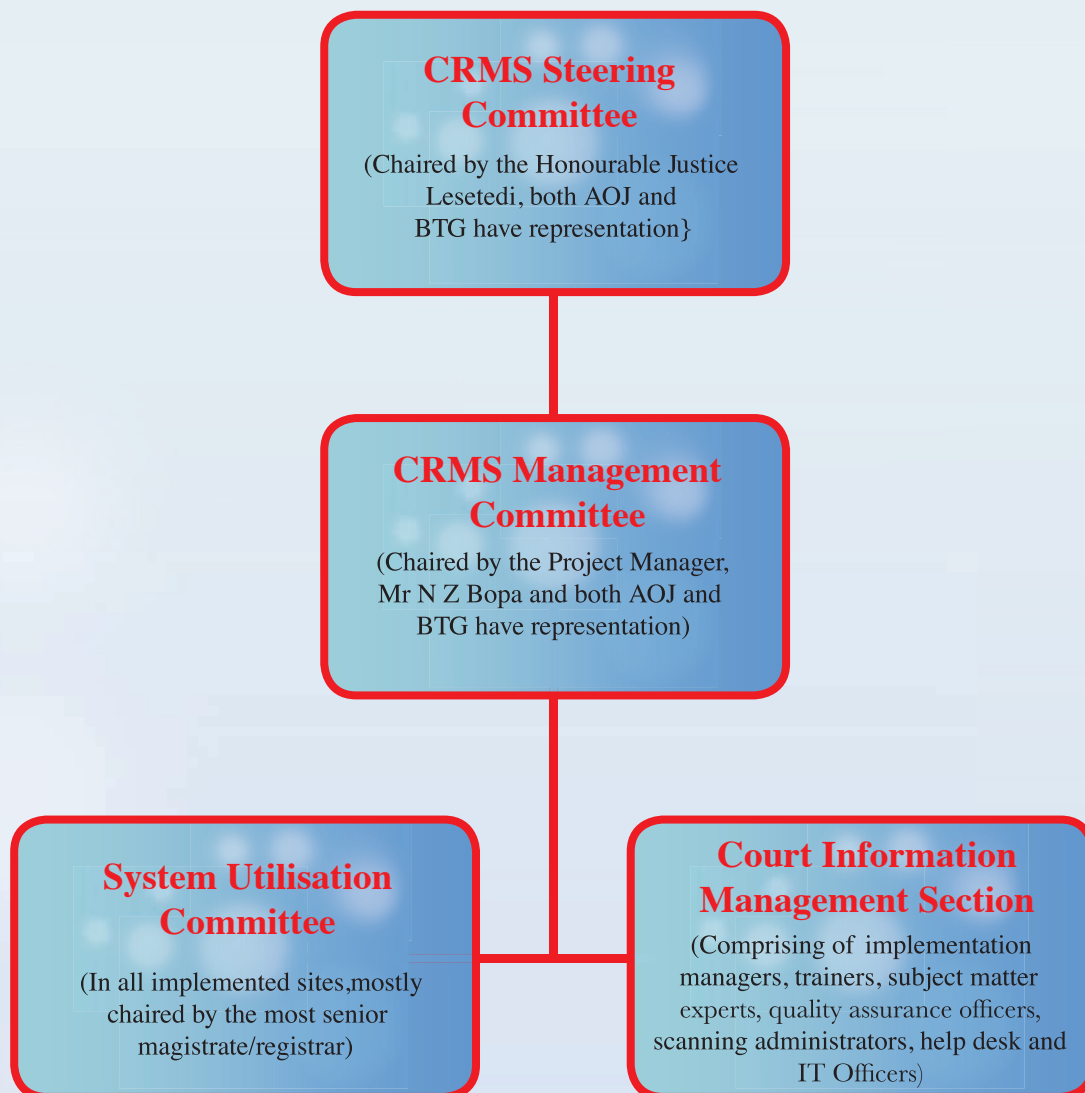 CRMS Steering
Committee
(Chaired by the Honourable Justice
Lesetedi, both AOJ and
BTG have representation}
CRMS Management
Committee
(Chaired by the Project Manager,
Mr N Z Bopa and both AOJ and
BTG have representation)
System Utilisation
Committee
(In all implemented sites,mostly
chaired by the most senior
magistrate/registrar)
Court Information
Management Section
(Comprising of implementation
managers, trainers, subject matter
experts, quality assurance officers,
scanning administrators, help desk and
IT Officers)